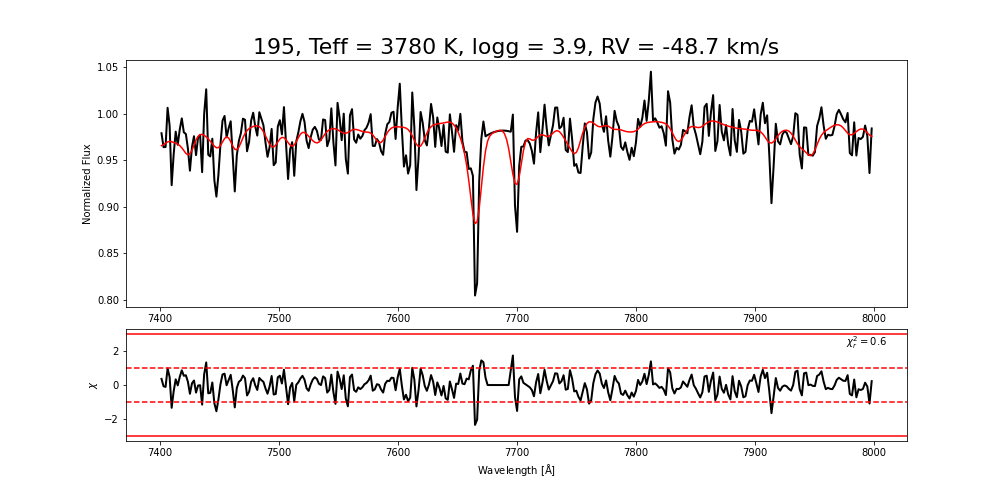 195, Teff = 3780 K, logg = 3.9, RV = -48.7 km/s
1.05
1.00
0.95
0.90
0.85
0.80
Normalized Flux
7400 7500 7600 7700 7800 7900 8000
χ²ᵣ = 0.6
2
0
−2
χ
7400 7500 7600 7700 7800 7900 8000
Wavelength [Å]